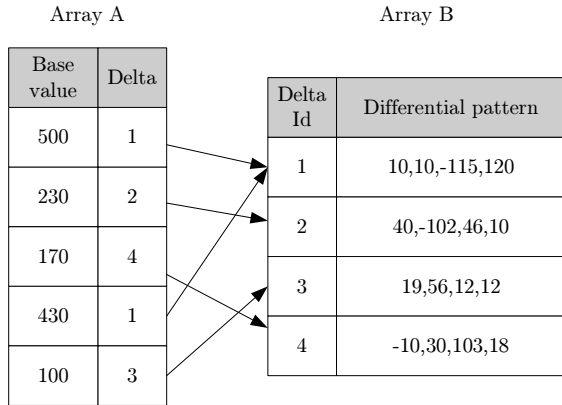 Array A
Array B
Base value
Delta
500 1
230 2
170 4
430 1
100 3
Delta Id
Differential pattern
1 10,10,-115,120
2 40,-102,46,10
3 19,56,12,12
4 -10,30,103,18